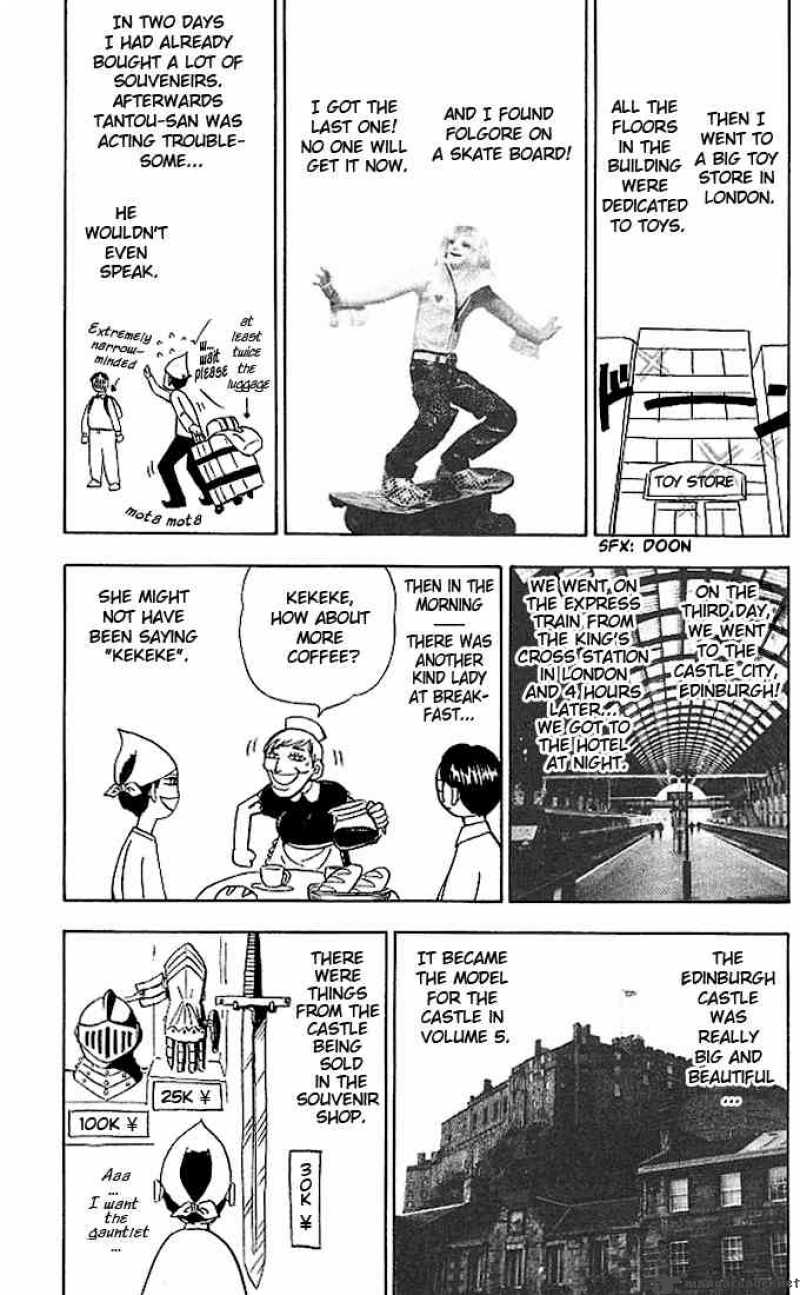 THEN I
WENT TO
A BIG TOY
STORE IN
LONDON.
ALL THE
FLOORS
IN THE
BUILDING
WERE
DEDICATED
TO TOYS.
ドーン
TOY STORE
SFX: DOON
AND I FOUND
FOLGORE ON
A SKATE BOARD!
I GOT THE
LAST ONE!
NO ONE WILL
GET IT NOW.
IN TWO DAYS
I HAD ALREADY
BOUGHT A LOT OF
SOUVENEIRS.
AFTERWARDS
TANTOU-SAN WAS
ACTING TROUBLE-
SOME...
HE
WOULDN'T
EVEN
SPEAK.
at
least
twice
the
luggage
w...
wait
please
Extremely
narrow-
minded
mota mota
ON THE
THIRD DAY,
WE WENT
TO THE
CASTLE CITY,
EDINBURGH!
WE WENT ON
THE EXPRESS
TRAIN FROM
THE KING'S
CROSS STATION
IN LONDON
AND 4 HOURS
LATER...
WE GOT TO
THE HOTEL
AT NIGHT.
THEN IN THE
MORNING
—
THERE WAS
ANOTHER
KIND LADY
AT BREAK-
FAST...
KEKEKE,
HOW ABOUT
MORE
COFFEE?
SHE MIGHT
NOT HAVE
BEEN SAYING
"KEKEKE".
THE
EDINBURGH
CASTLE
WAS
REALLY
BIG AND
BEAUTIFUL
...
IT BECAME
THE MODEL
FOR THE
CASTLE IN
VOLUME 5.
THERE
WERE
THINGS
FROM THE
CASTLE
BEING
SOLD
IN THE
SOUVENIR
SHOP.
30K ¥
25K ¥
100K ¥
Aaa
...
I want
the
gauntlet
...